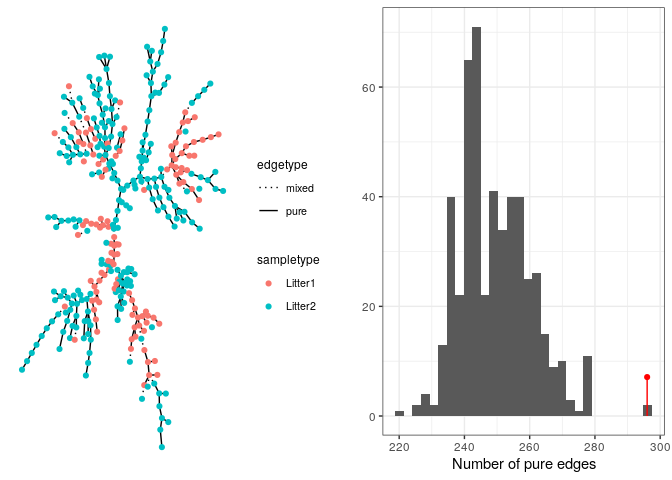 edgetype
mixed
pure
sampletype
Litter1
Litter2
60
40
20
0
220 240 260 280 300
Number of pure edges